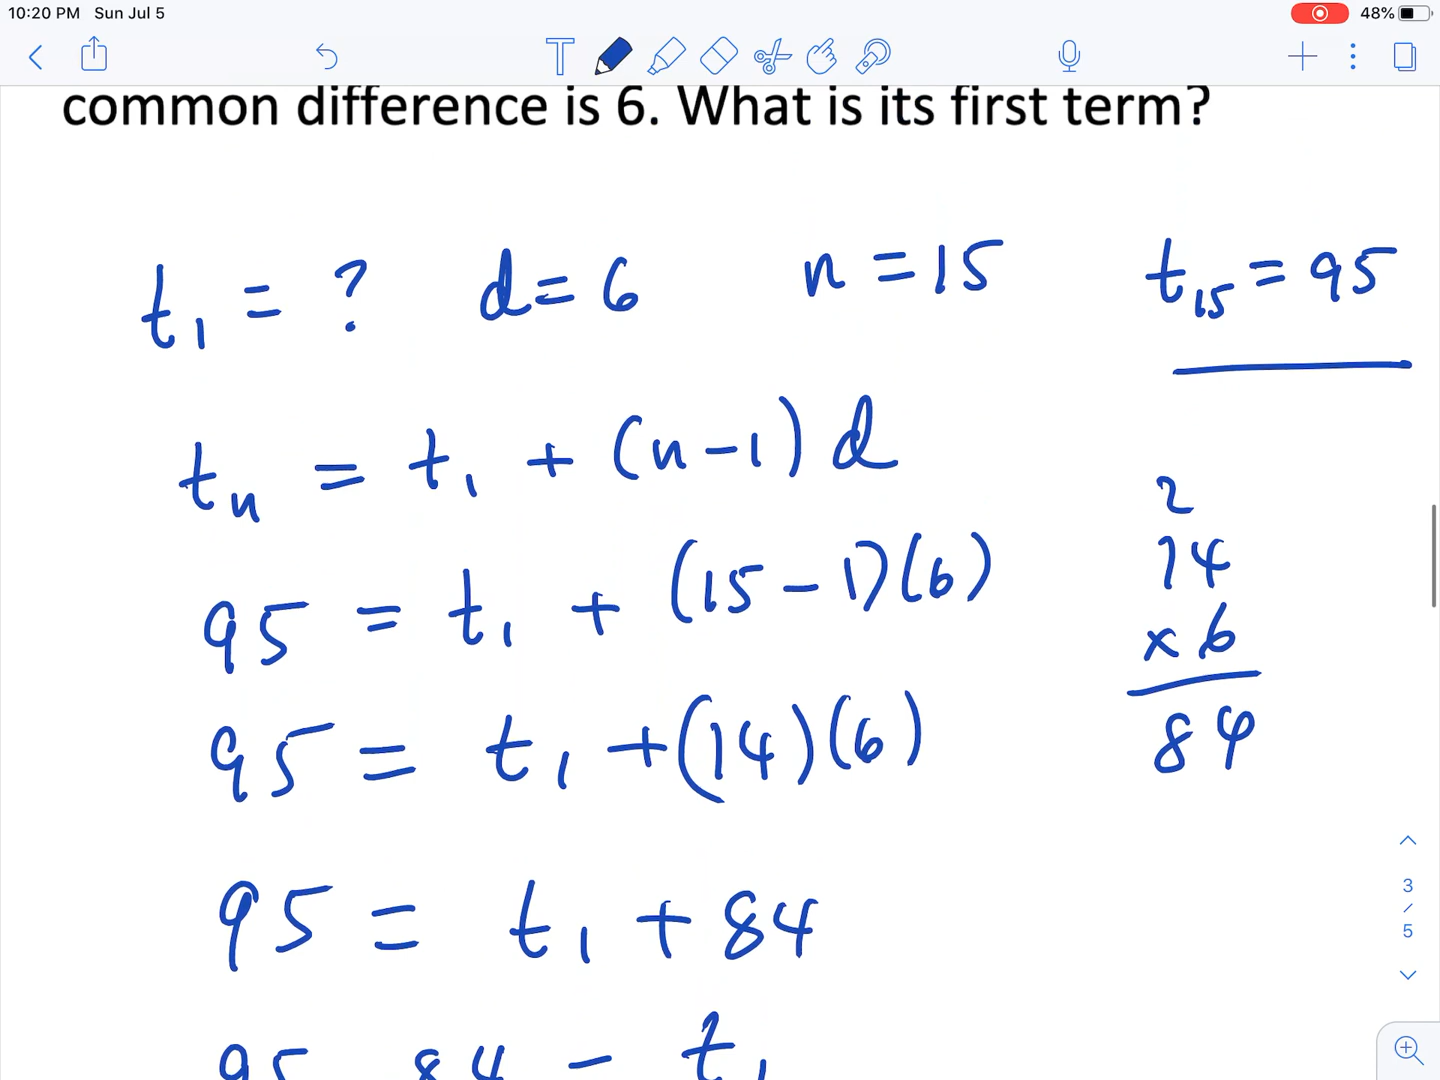 10:20 PM Sun Jul 5 48%
T
common difference is 6. What is its first term?
t₁ = ? d = 6 n = 15 t₁₅ = 95
tₙ = t₁ + (n - 1) d
2
14
95 = t₁ + (15 - 1)(6)
x 6
84
95 = t₁ + (14)(6)
3
/
5
95 = t₁ + 84